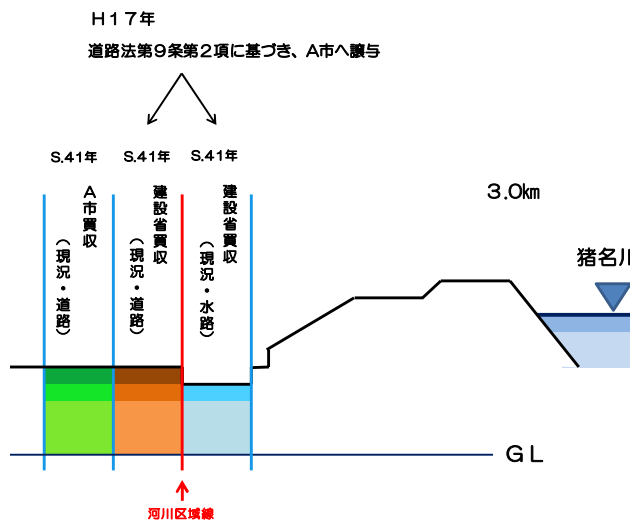 H17年
道路法第9条第2項に基づき、A市へ譲与
S.41年
S.41年
S.41年
A市買収
（現況・道路）
建設省買収
（現況・道路）
建設省買収
（現況・水路）
3.0km
猪名川
GL
河川区域線